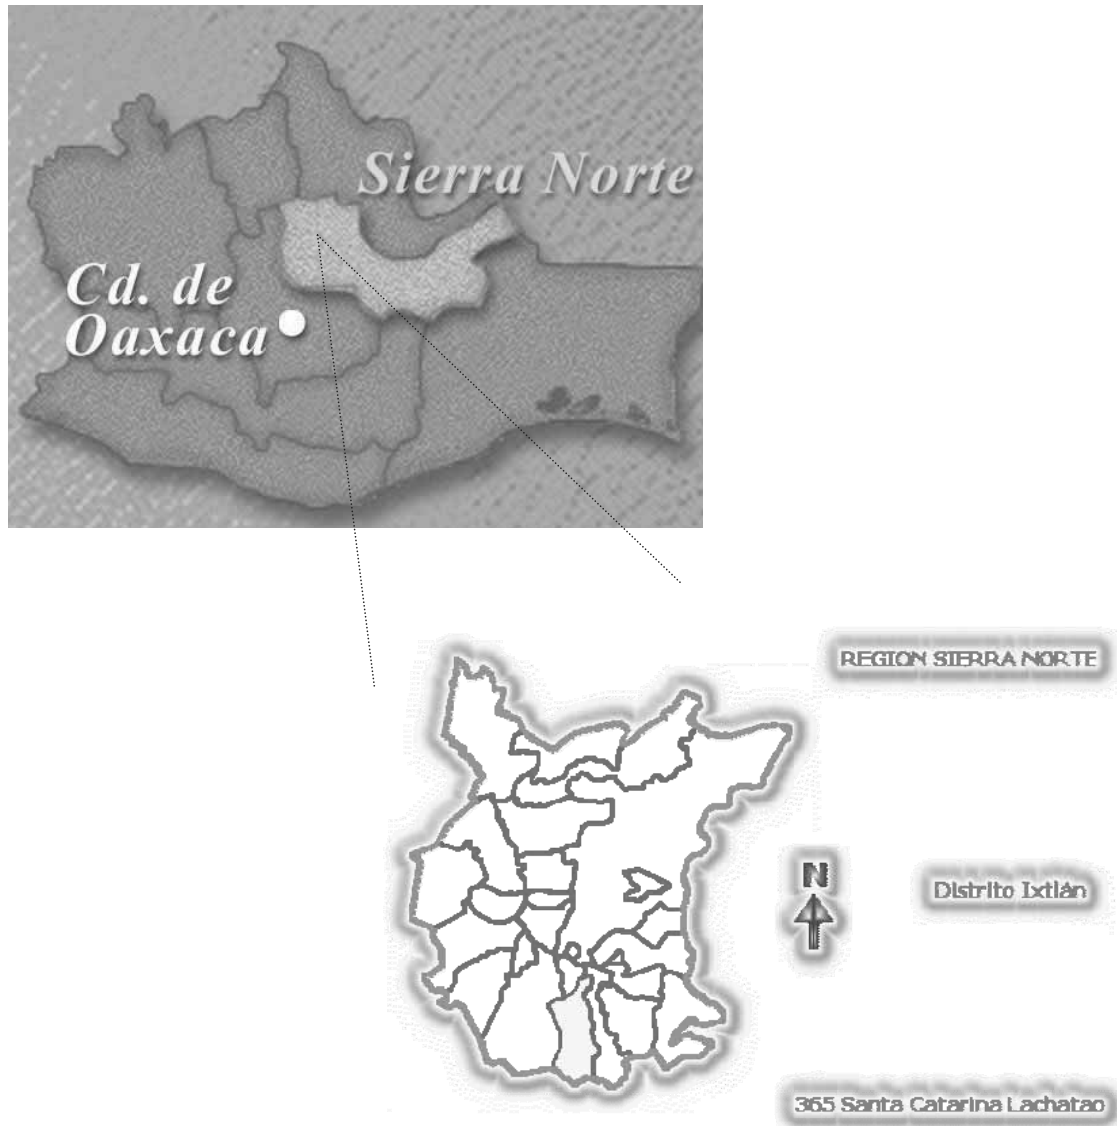 Sierra Norte
Cd. de
Oaxaca
REGION SIERRA NORTE
N
Distrito Ixtlán
365 Santa Catarina Lachatao